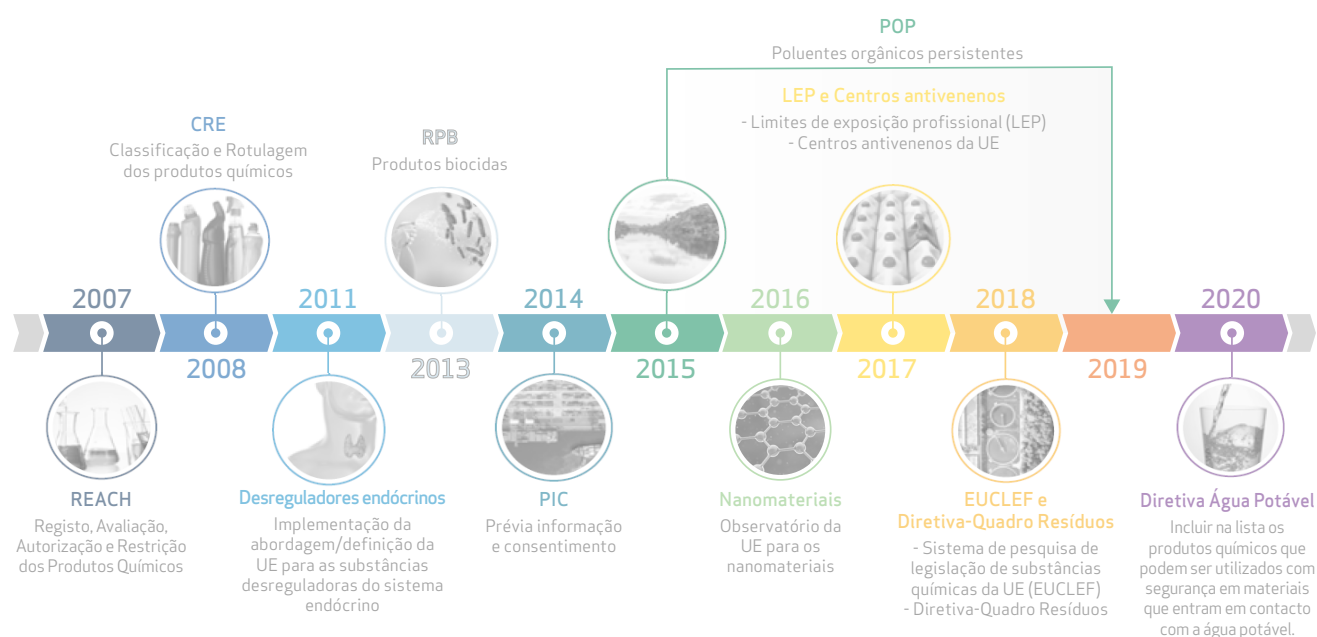 POP
Poluentes orgânicos persistentes
LEP e Centros antivenenos
- Limites de exposição profissional (LEP)
- Centros antivenenos da UE
CRE
Classificação e Rotulagem
dos produtos químicos
RPB
Produtos biocidas
2007
2011
2014
2016
2018
2020
2008
2013
2015
2017
2019
REACH
Registo, Avaliação,
Autorização e Restrição
dos Produtos Químicos
Desreguladores endócrinos
Implementação da
abordagem/definição da
UE para as substâncias
desreguladoras do sistema
endócrino
PIC
Prévia informação
e consentimento
Nanomateriais
Observatório da
UE para os
nanomateriais
EUCLEF e
Diretiva-Quadro Resíduos
- Sistema de pesquisa de
legislação de substâncias
químicas da UE (EUCLEF)
- Diretiva-Quadro Resíduos
Diretiva Água Potável
Incluir na lista os
produtos químicos que
podem ser utilizados com
segurança em materiais
que entram em contacto
com a água potável.